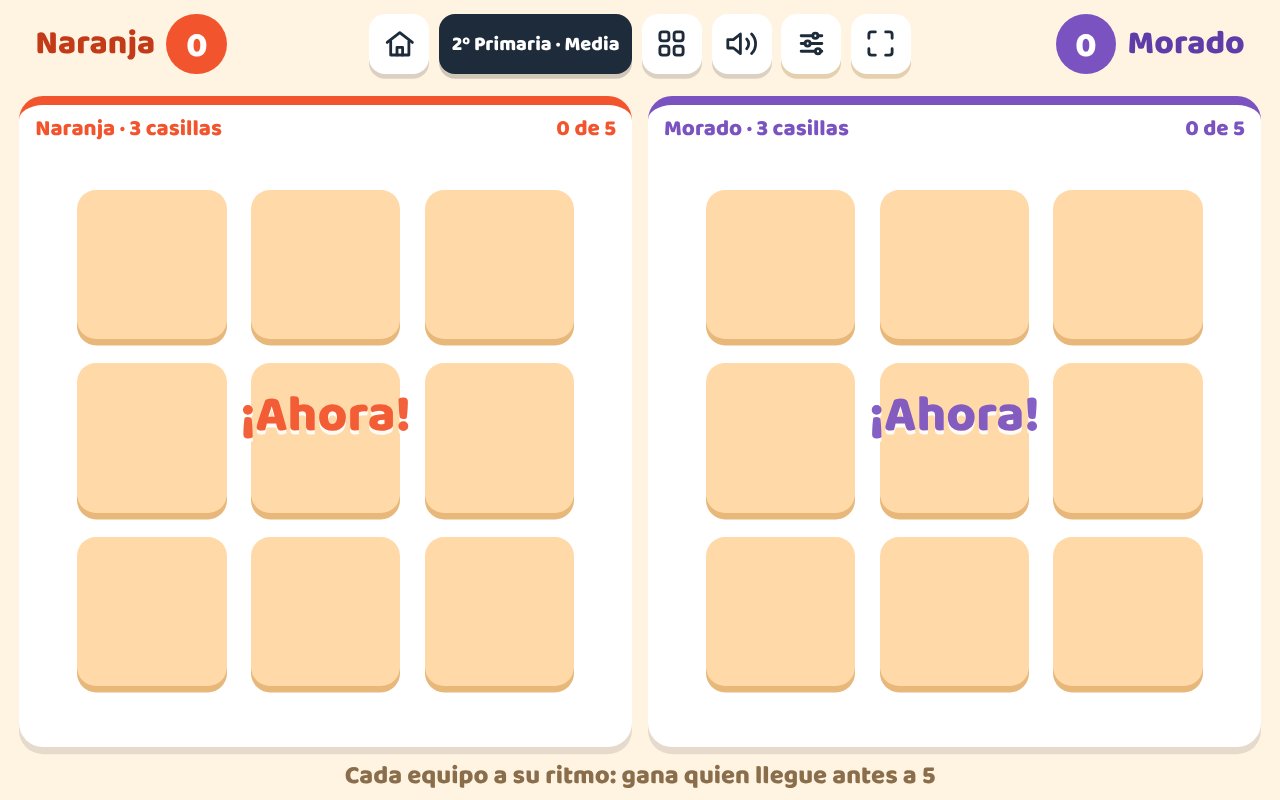 Naranja 0
2º Primaria · Media
0 Morado
Naranja · 3 casillas
0 de 5
Morado · 3 casillas
0 de 5
¡Ahora!
¡Ahora!
Cada equipo a su ritmo: gana quien llegue antes a 5